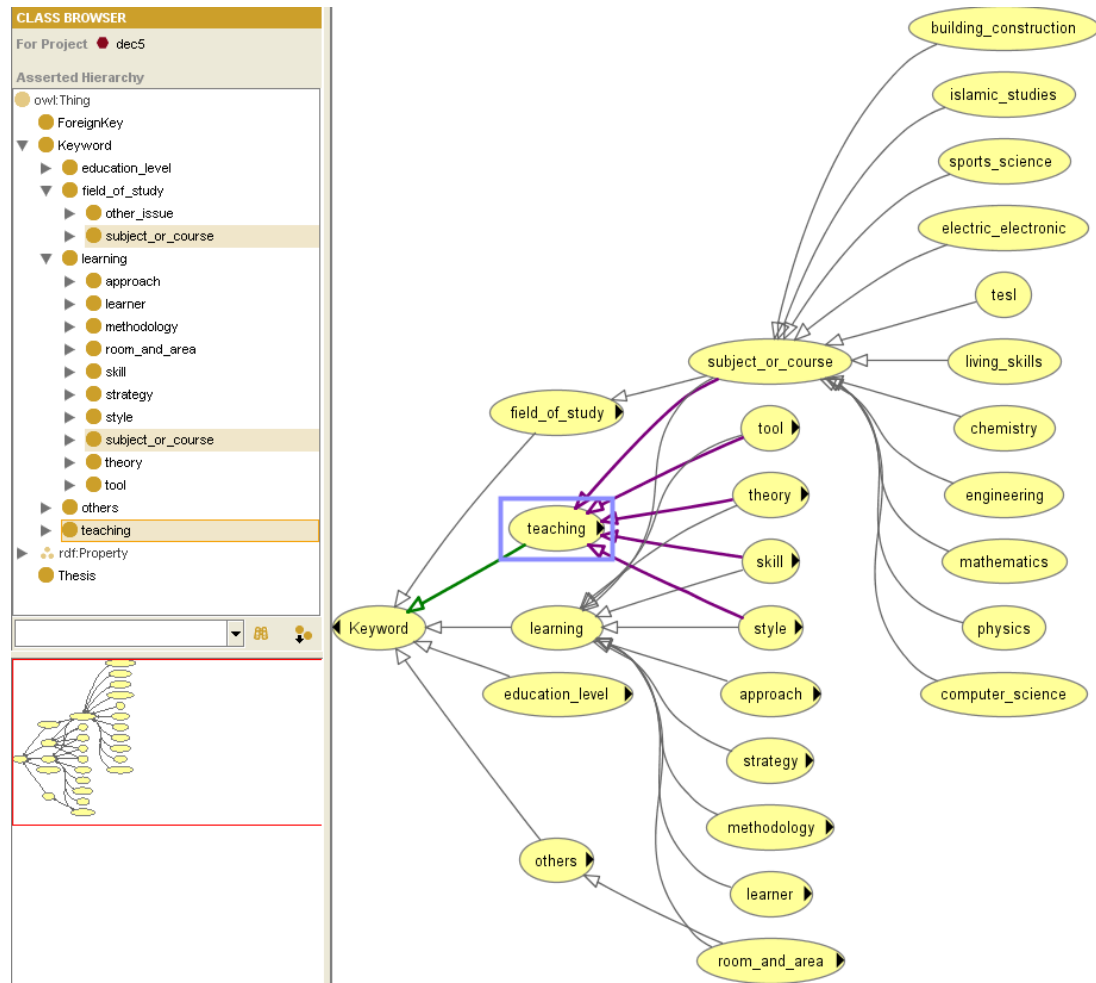 CLASS BROWSER
For Project dec5
Asserted Hierarchy
owl:Thing
ForeignKey
Keyword
education_level
field_of_study
other_issue
subject_or_course
learning
approach
learner
methodology
room_and_area
skill
strategy
style
subject_or_course
theory
tool
others
teaching
rdf:Property
Thesis
building_construction
islamic_studies
sports_science
electric_electronic
tesl
subject_or_course
living_skills
field_of_study
tool
chemistry
theory
engineering
teaching
skill
mathematics
Keyword
learning
style
physics
education_level
approach
computer_science
strategy
methodology
others
learner
room_and_area